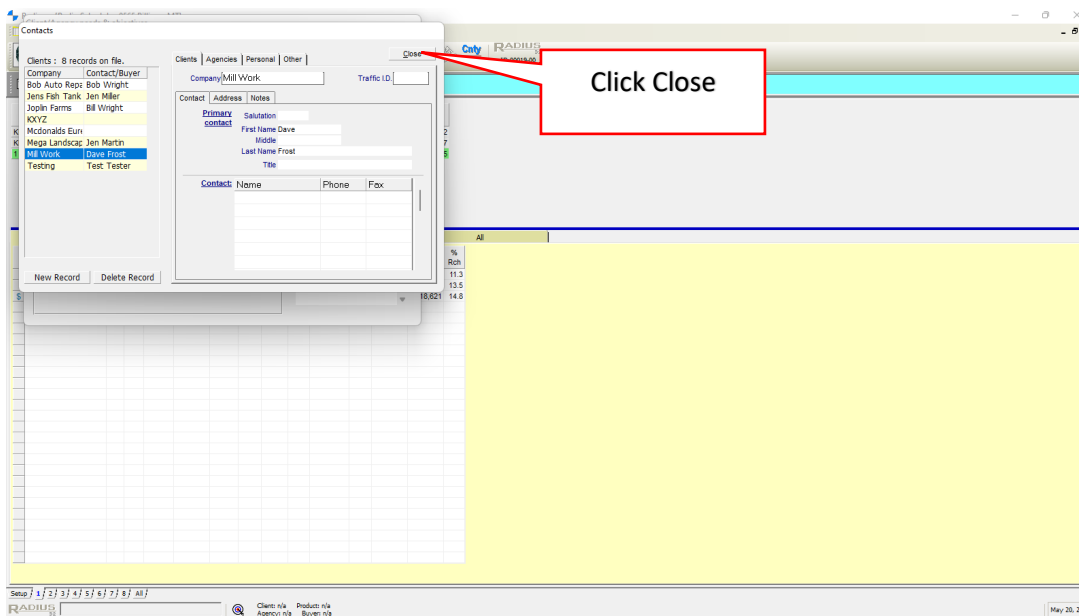 Contacts
Close
Cnty RADIUS
Click Close
Clients : 8 records on file.
Clients Agencies Personal Other
Company Contact/Buyer
Bob Auto Repa Bob Wright
Jens Fish Tank Jen Miller
Joplin Farms Bill Wright
KXYZ
Mcdonalds Eure
Mega Landscap Jen Martin
Mill Work Dave Frost
Testing Test Tester
New Record Delete Record
Company Mill Work Traffic I.D.
Contact Address Notes
Primary contact
Salutation
First Name Dave
Middle
Last Name Frost
Title
Contact: Name Phone Fax
All
%
Rch
11.3
13.5
18,621 14.8
$
Setup 1 2 3 4 5 6 7 8 All
RADIUS
Client: n/a Product: n/a
Agency: n/a Buyer: n/a
May 20, 2